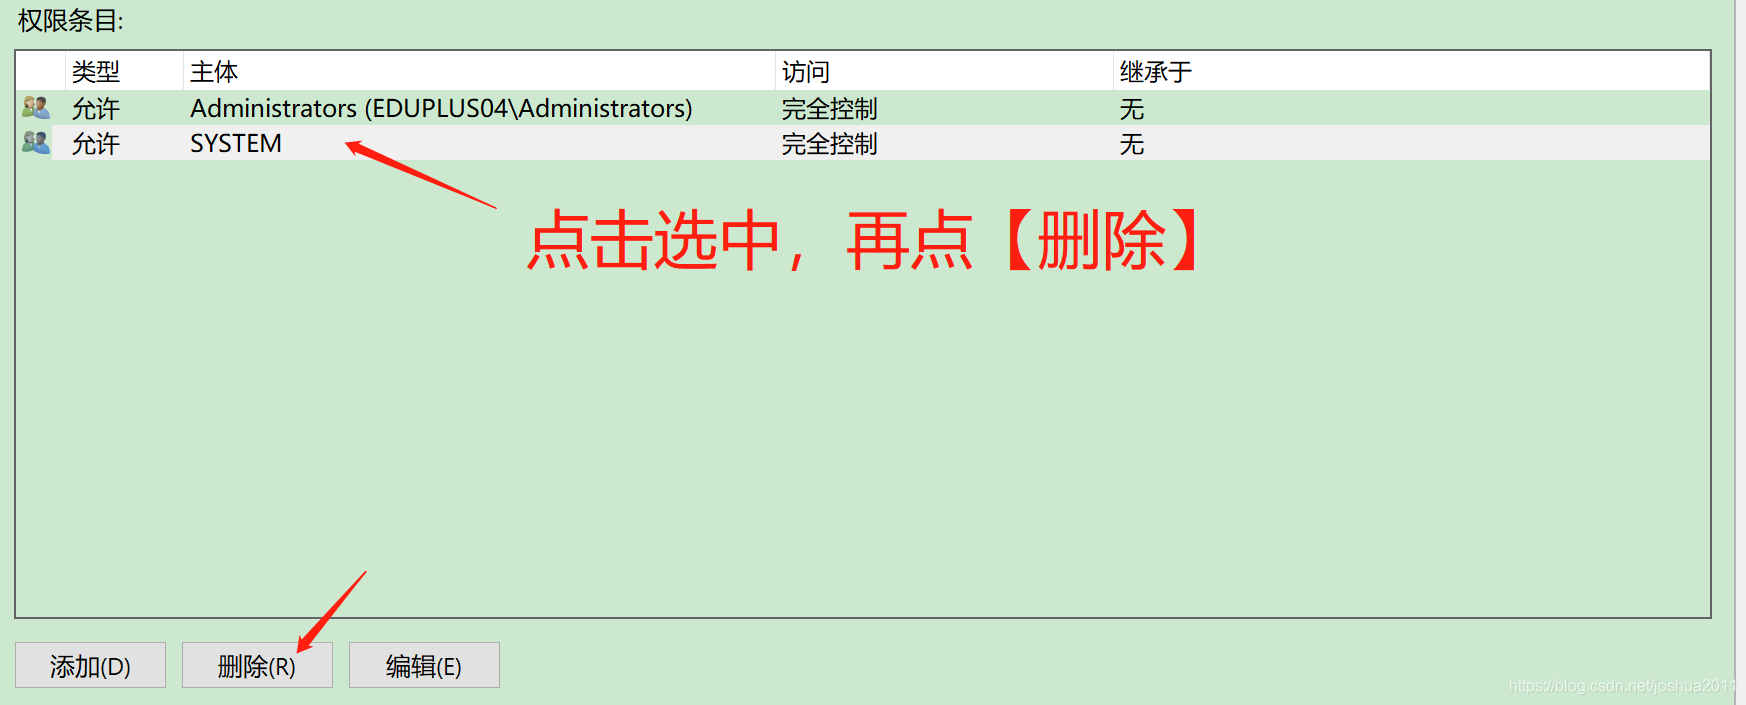 权限条目:
类型 主体 访问 继承于
允许 Administrators (EDUPLUS04\Administrators) 完全控制 无
允许 SYSTEM 完全控制 无
点击选中，再点【删除】
添加(D) 删除(R) 编辑(E)
https://blog.csdn.net/joshua2011